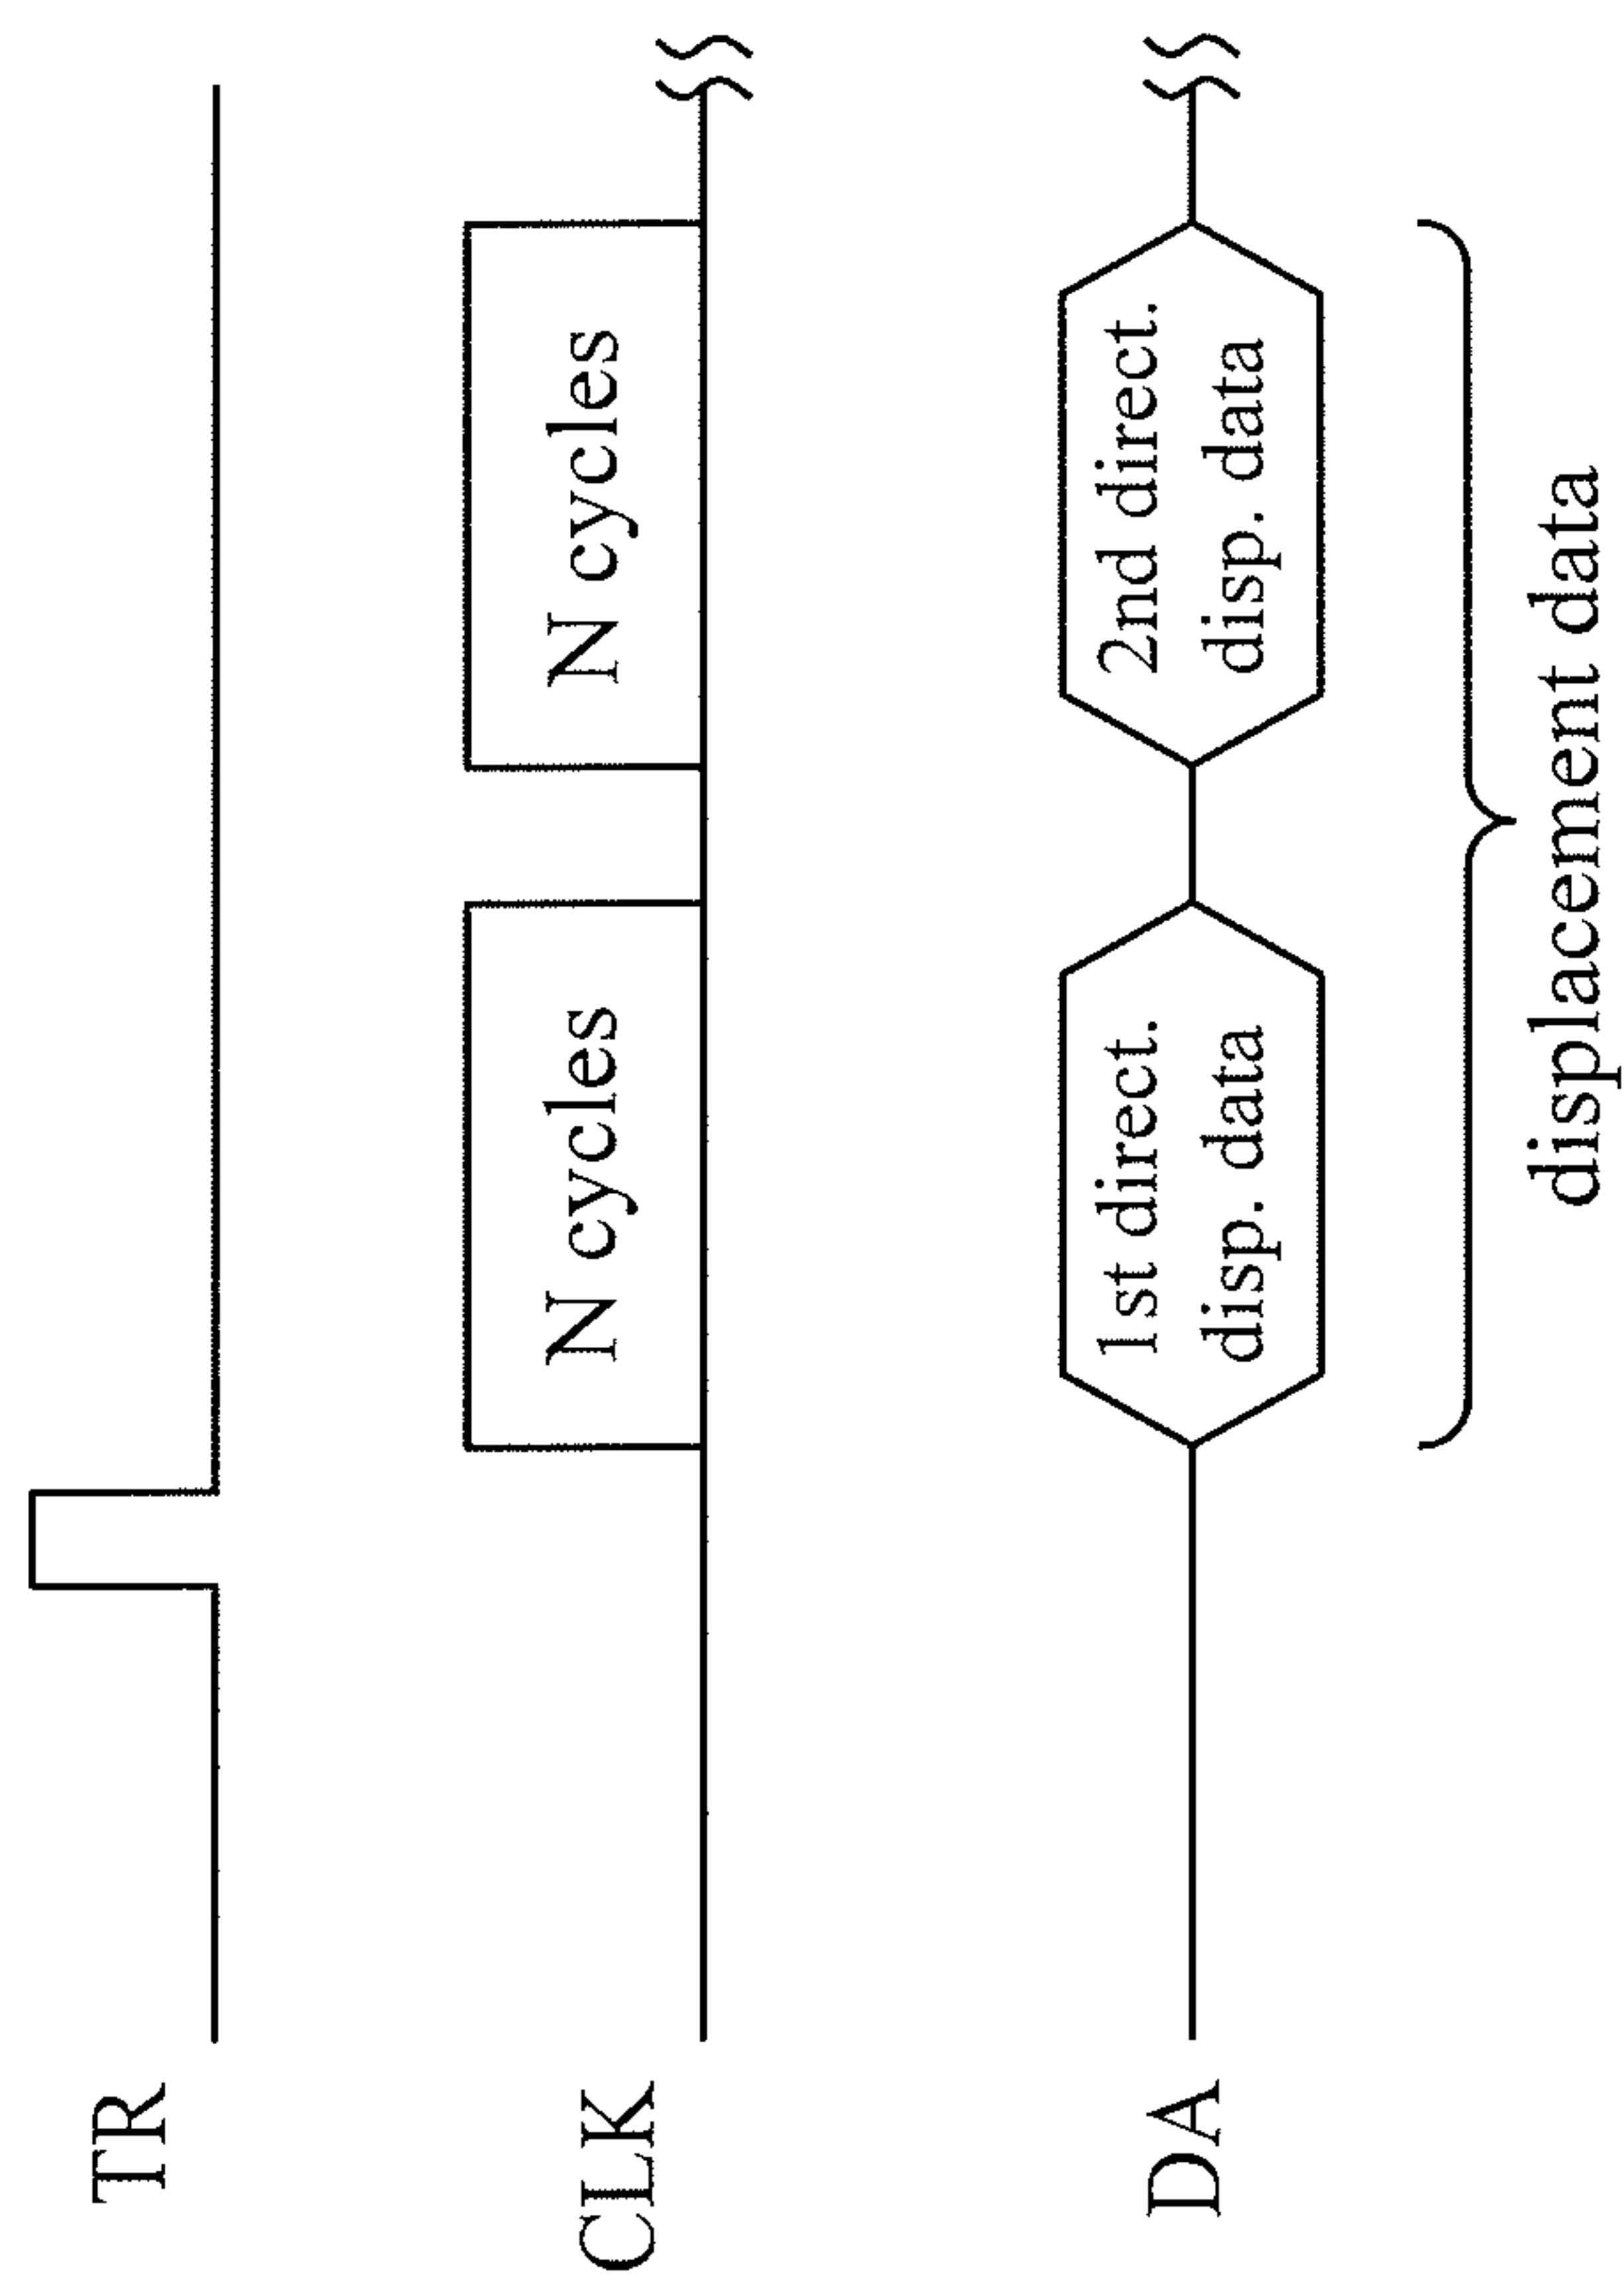 TR
CLK
N cycles
N cycles
DA
1st direct.
disp. data
2nd direct.
disp. data
displacement data